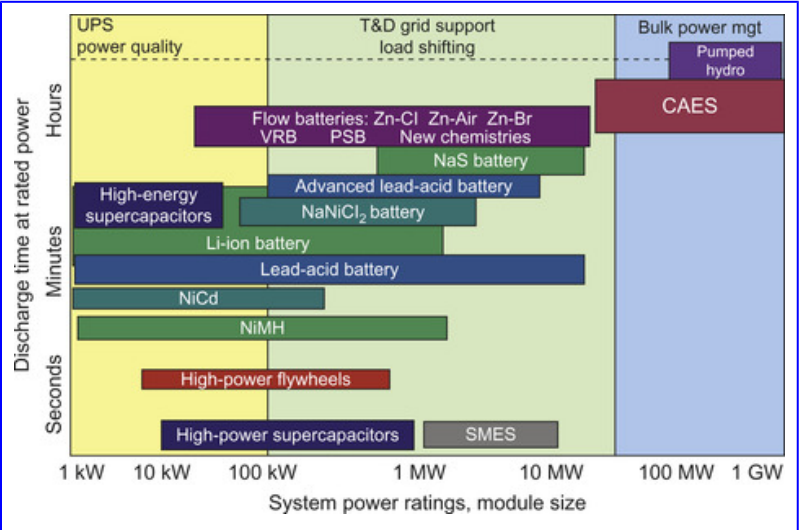 UPS
power quality
T&D grid support
load shifting
Bulk power mgt
Pumped
hydro
CAES
Flow batteries: Zn-Cl Zn-Air Zn-Br
VRB PSB New chemistries
NaS battery
Advanced lead-acid battery
High-energy
supercapacitors
NaNiCl₂ battery
Li-ion battery
Lead-acid battery
NiCd
NiMH
High-power flywheels
High-power supercapacitors
SMES
Discharge time at rated power
Hours
Minutes
Seconds
1 kW 10 kW 100 kW 1 MW 10 MW 100 MW 1 GW
System power ratings, module size